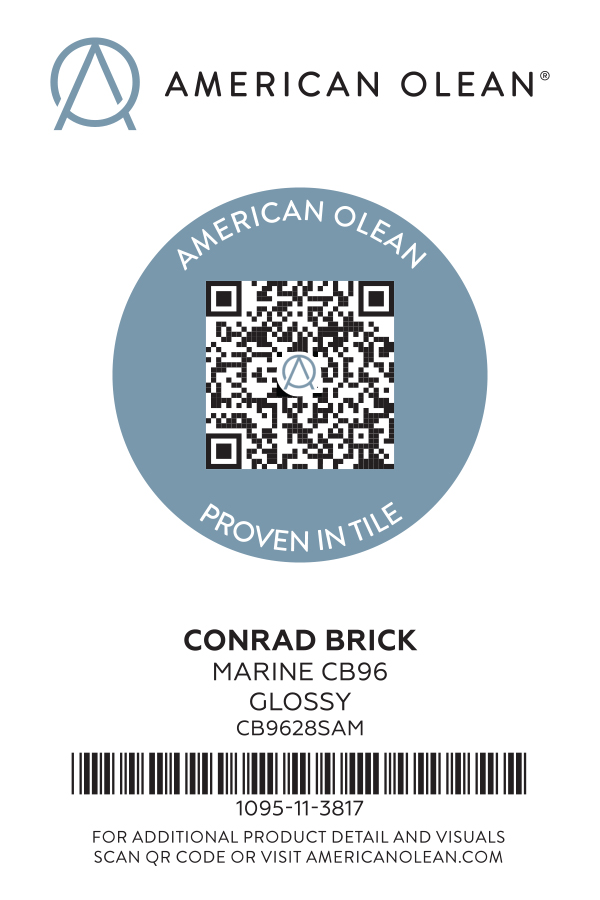 AMERICAN OLEAN®
AMERICAN OLEAN
PROVEN IN TILE
CONRAD BRICK
MARINE CB96
GLOSSY
CB9628SAM
1095-11-3817
FOR ADDITIONAL PRODUCT DETAIL AND VISUALS
SCAN QR CODE OR VISIT AMERICANOLEAN.COM